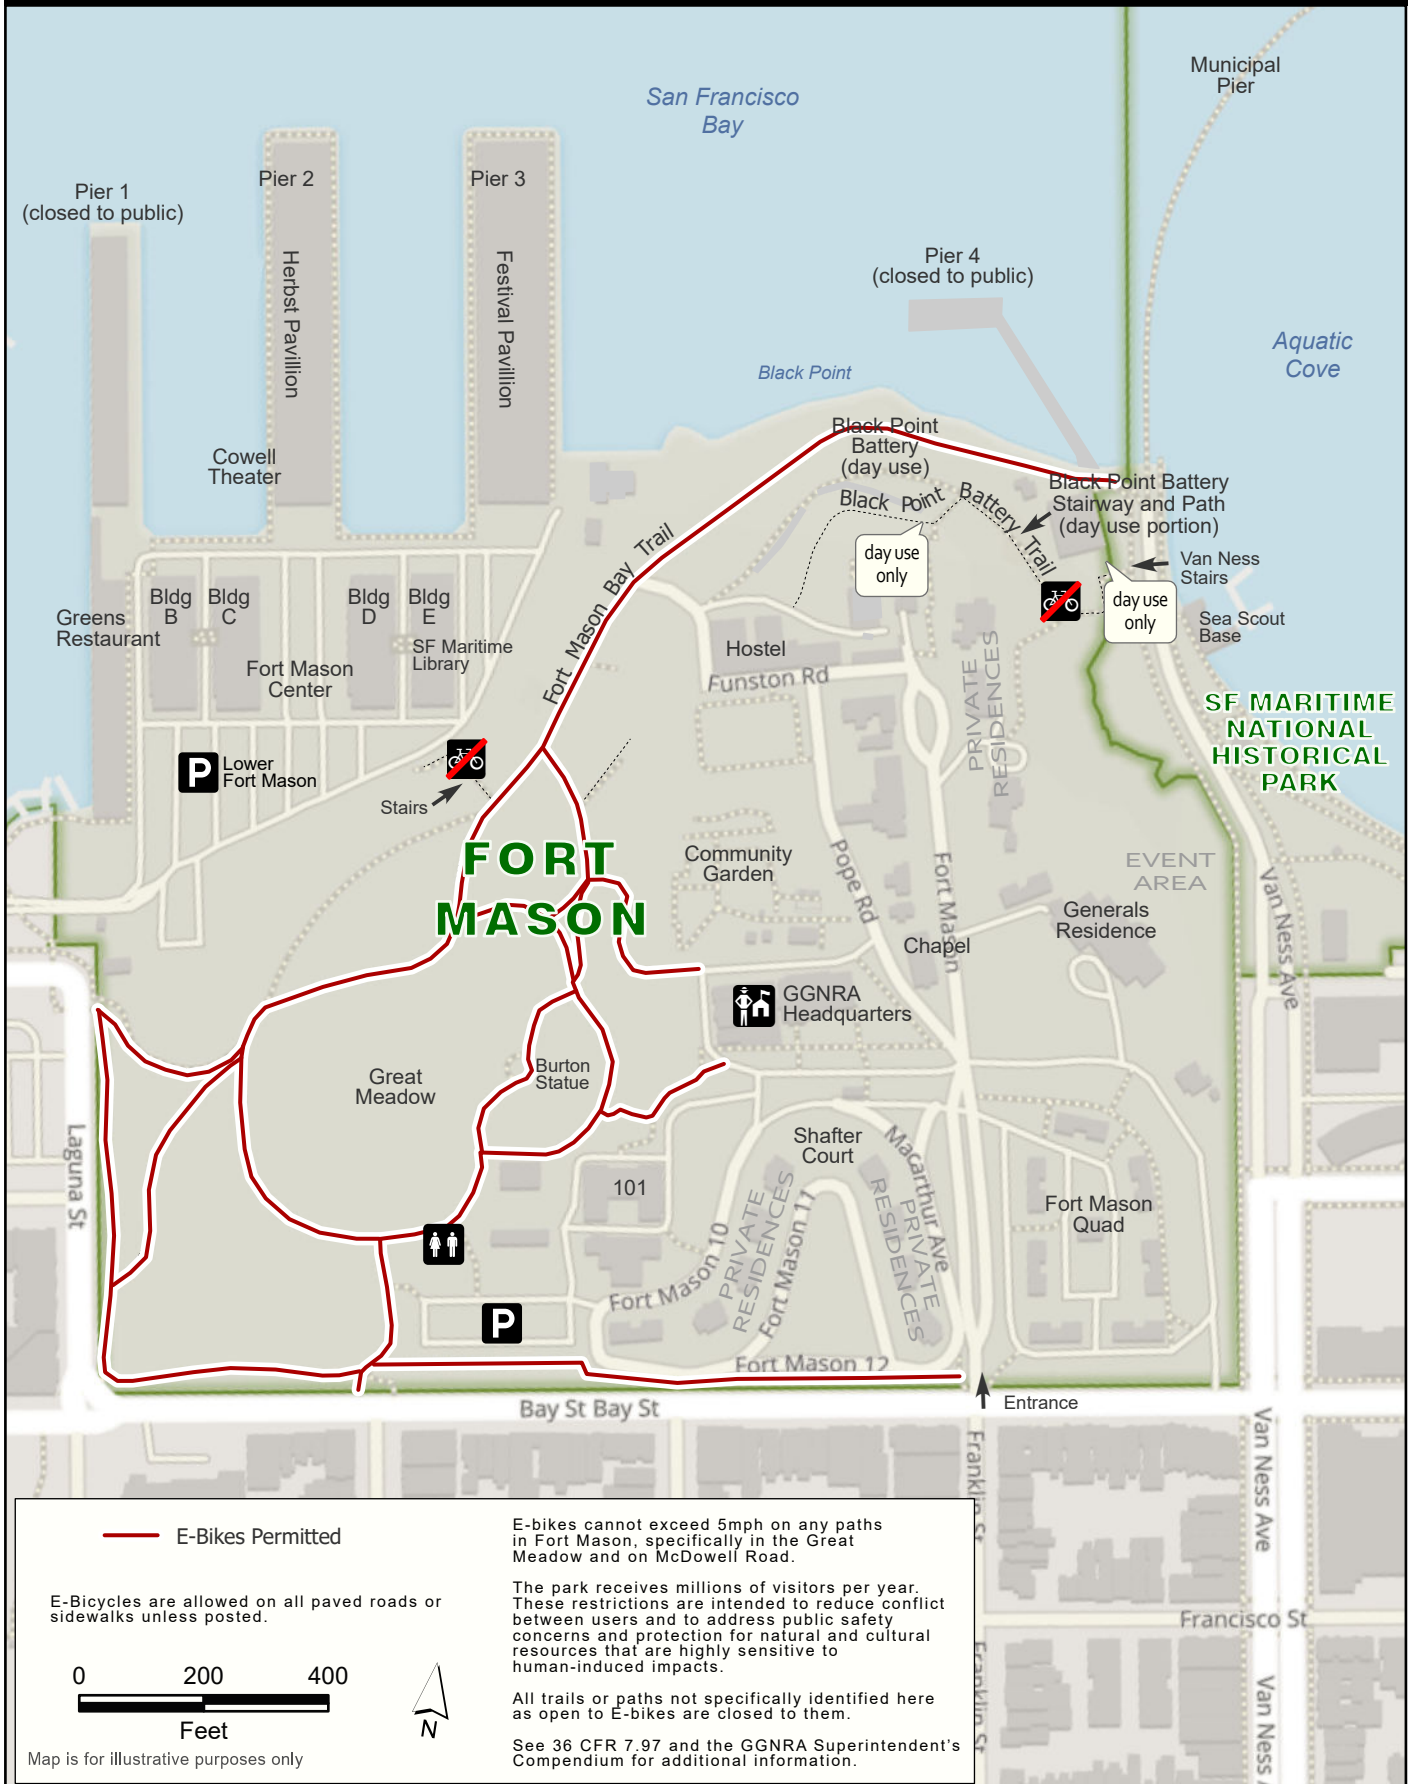 Municipal
Pier
San Francisco
Bay
Pier 1
(closed to public)
Pier 2
Pier 3
Herbst Pavillion
Festival Pavillion
Pier 4
(closed to public)
Aquatic
Cove
Black Point
Cowell
Theater
Black Point
Battery
(day use)
Black Point Battery Trail
Black Point Battery
Stairway and Path
(day use portion)
day use
only
Van Ness
Stairs
day use
only
Sea Scout
Base
Greens
Restaurant
Bldg
B
Bldg
C
Bldg
D
Bldg
E
SF Maritime
Library
Fort Mason
Center
Fort Mason Bay Trail
Hostel
Funston Rd
PRIVATE
RESIDENCES
SF MARITIME
NATIONAL
HISTORICAL
PARK
P
Lower
Fort Mason
Stairs
FORT
MASON
Community
Garden
Pope Rd
Fort Mason
EVENT
AREA
Generals
Residence
Chapel
Van Ness Ave
GGNRA
Headquarters
Great
Meadow
Burton
Statue
Laguna St
Shafter
Court
Macarthur Ave
101
PRIVATE
RESIDENCES
PRIVATE
RESIDENCES
Fort Mason
Quad
Fort Mason 10
Fort Mason 11
P
Fort Mason 12
Entrance
Bay St Bay St
Franklin St
Van Ness Ave
Francisco St
Franklin St
Van Ness
E-Bikes Permitted
E-Bicycles are allowed on all paved roads or
sidewalks unless posted.
0 200 400
Feet
N
Map is for illustrative purposes only
E-bikes cannot exceed 5mph on any paths
in Fort Mason, specifically in the Great
Meadow and on McDowell Road.
The park receives millions of visitors per year.
These restrictions are intended to reduce conflict
between users and to address public safety
concerns and protection for natural and cultural
resources that are highly sensitive to
human-induced impacts.
All trails or paths not specifically identified here
as open to E-bikes are closed to them.
See 36 CFR 7.97 and the GGNRA Superintendent's
Compendium for additional information.